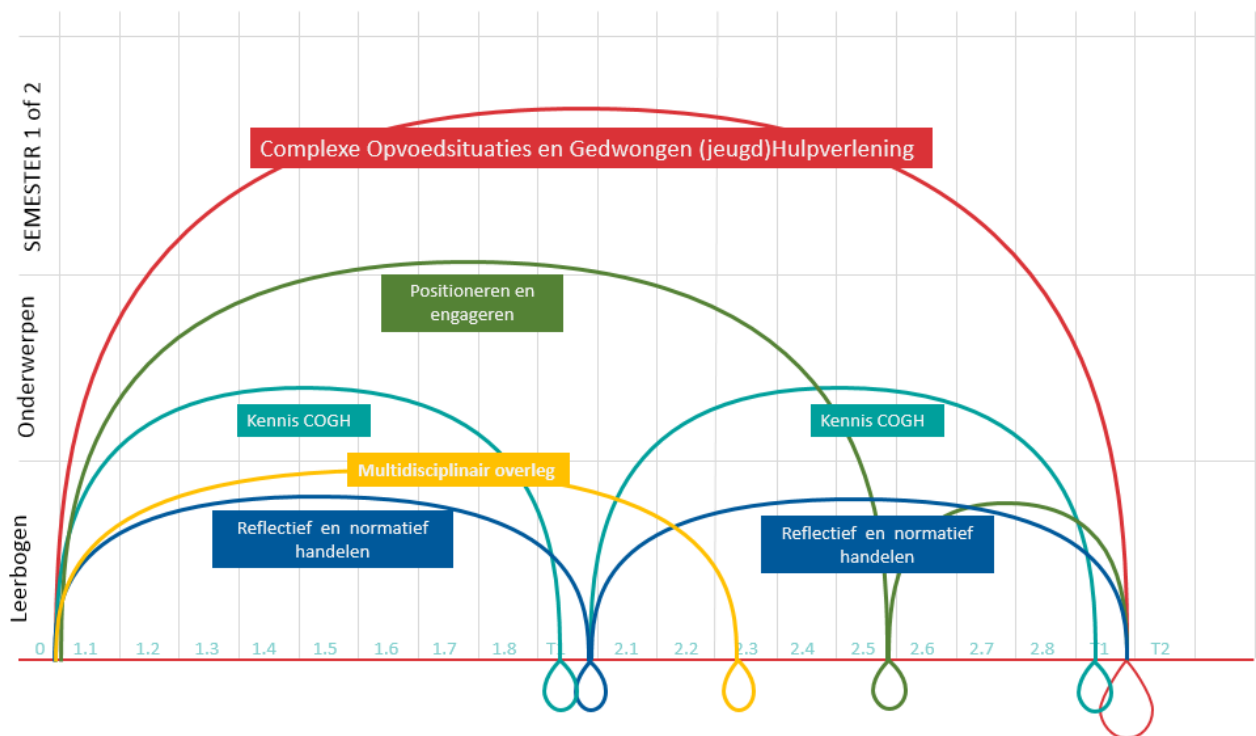 SEMESTER 1 of 2
Complexe Opvoedsituaties en Gedwongen (jeugd)Hulpverlening
Onderwerpen
Positioneren en
engageren
Kennis COGH
Kennis COGH
Leerbogen
Multidisciplinair overleg
Reflectief en normatief
handelen
Reflectief en normatief
handelen
0 1.1 1.2 1.3 1.4 1.5 1.6 1.7 1.8 T1 2.1 2.2 2.3 2.4 2.5 2.6 2.7 2.8 T1 T2